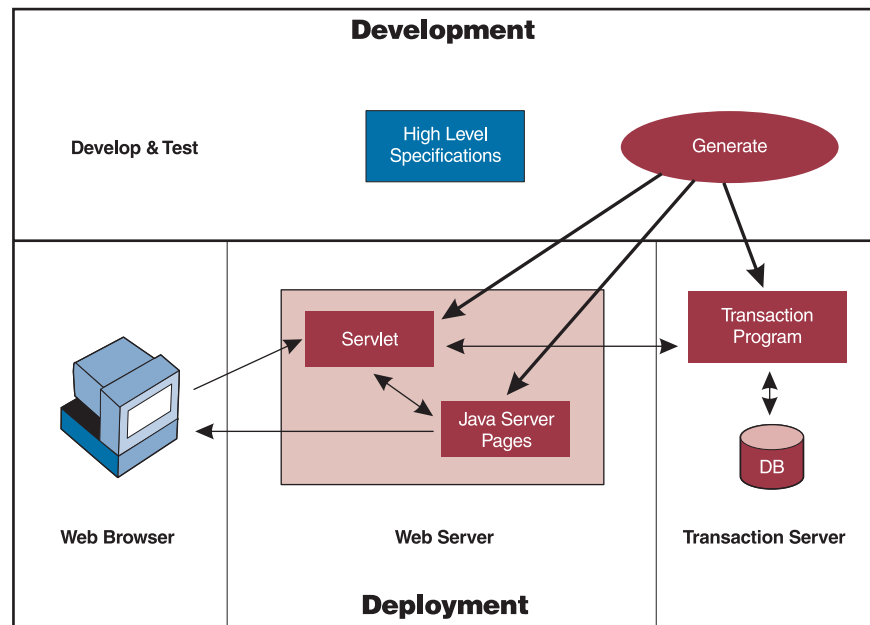 Development
Develop & Test
High Level
Specifications
Generate
Servlet
Java Server
Pages
Transaction
Program
DB
Web Browser
Web Server
Transaction Server
Deployment